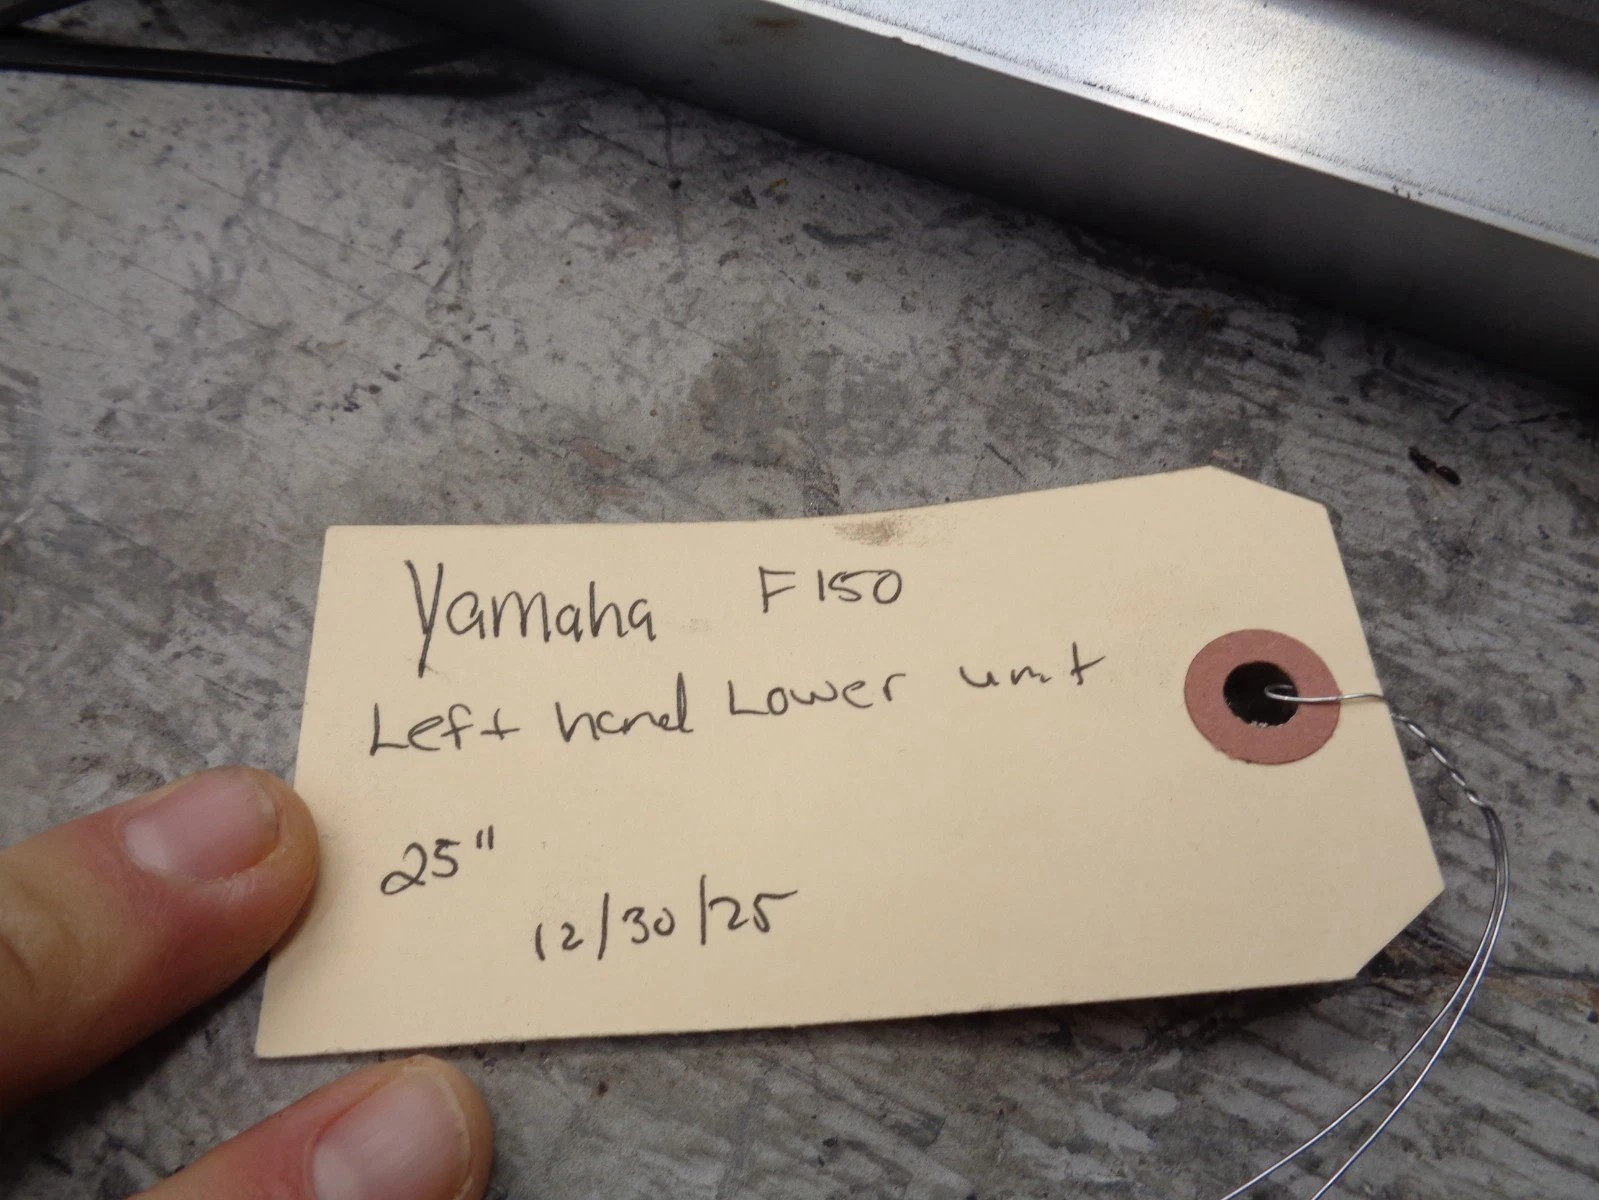 Yamaha F150
Left hand Lower unit
25"
12/30/25